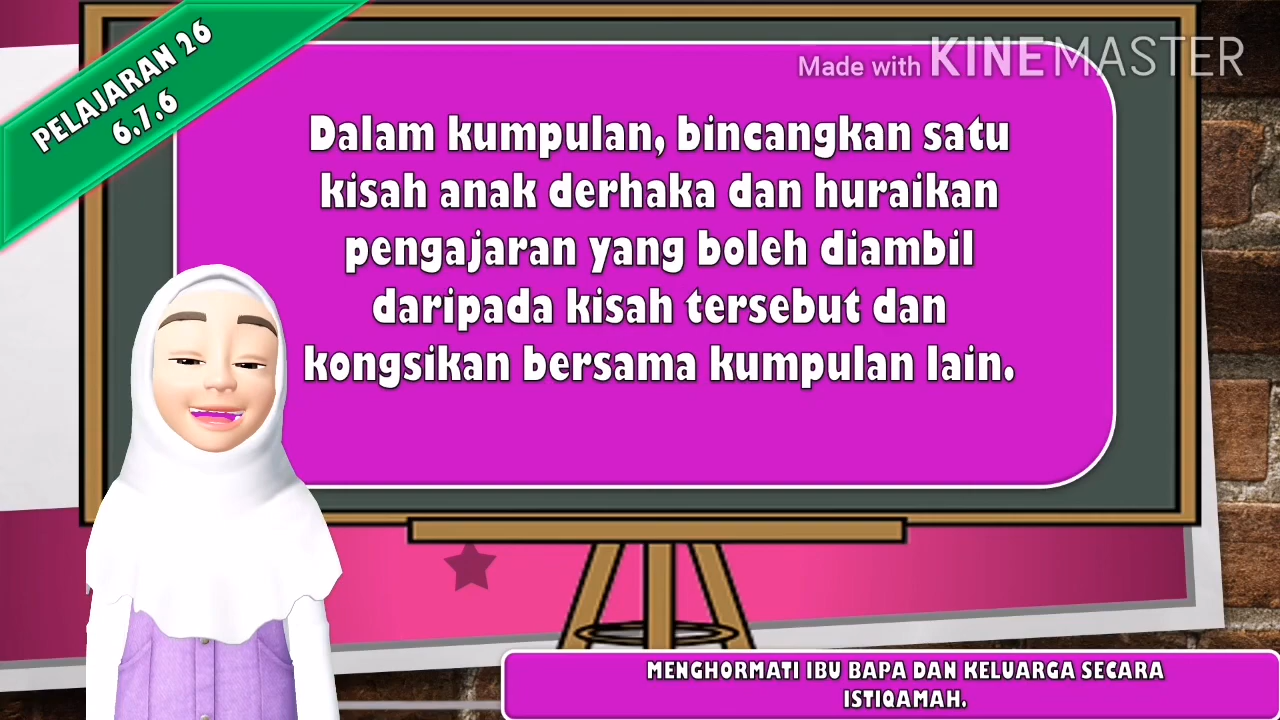 PELAJARAN 26
6.7.6
Made with KINEMASTER
Dalam kumpulan, bincangkan satu
kisah anak derhaka dan huraikan
pengajaran yang boleh diambil
daripada kisah tersebut dan
kongsikan bersama kumpulan lain.
MENGHORMATI IBU BAPA DAN KELUARGA SECARA
ISTIQAMAH.